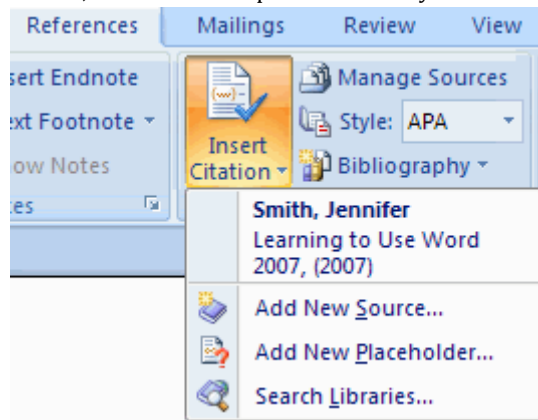 References Mailings Review View
sert Endnote
Manage Sources
ext Footnote
Style: APA
Insert
Citation
ow Notes
Bibliography
es
Smith, Jennifer
Learning to Use Word
2007, (2007)
Add New Source...
Add New Placeholder...
Search Libraries...